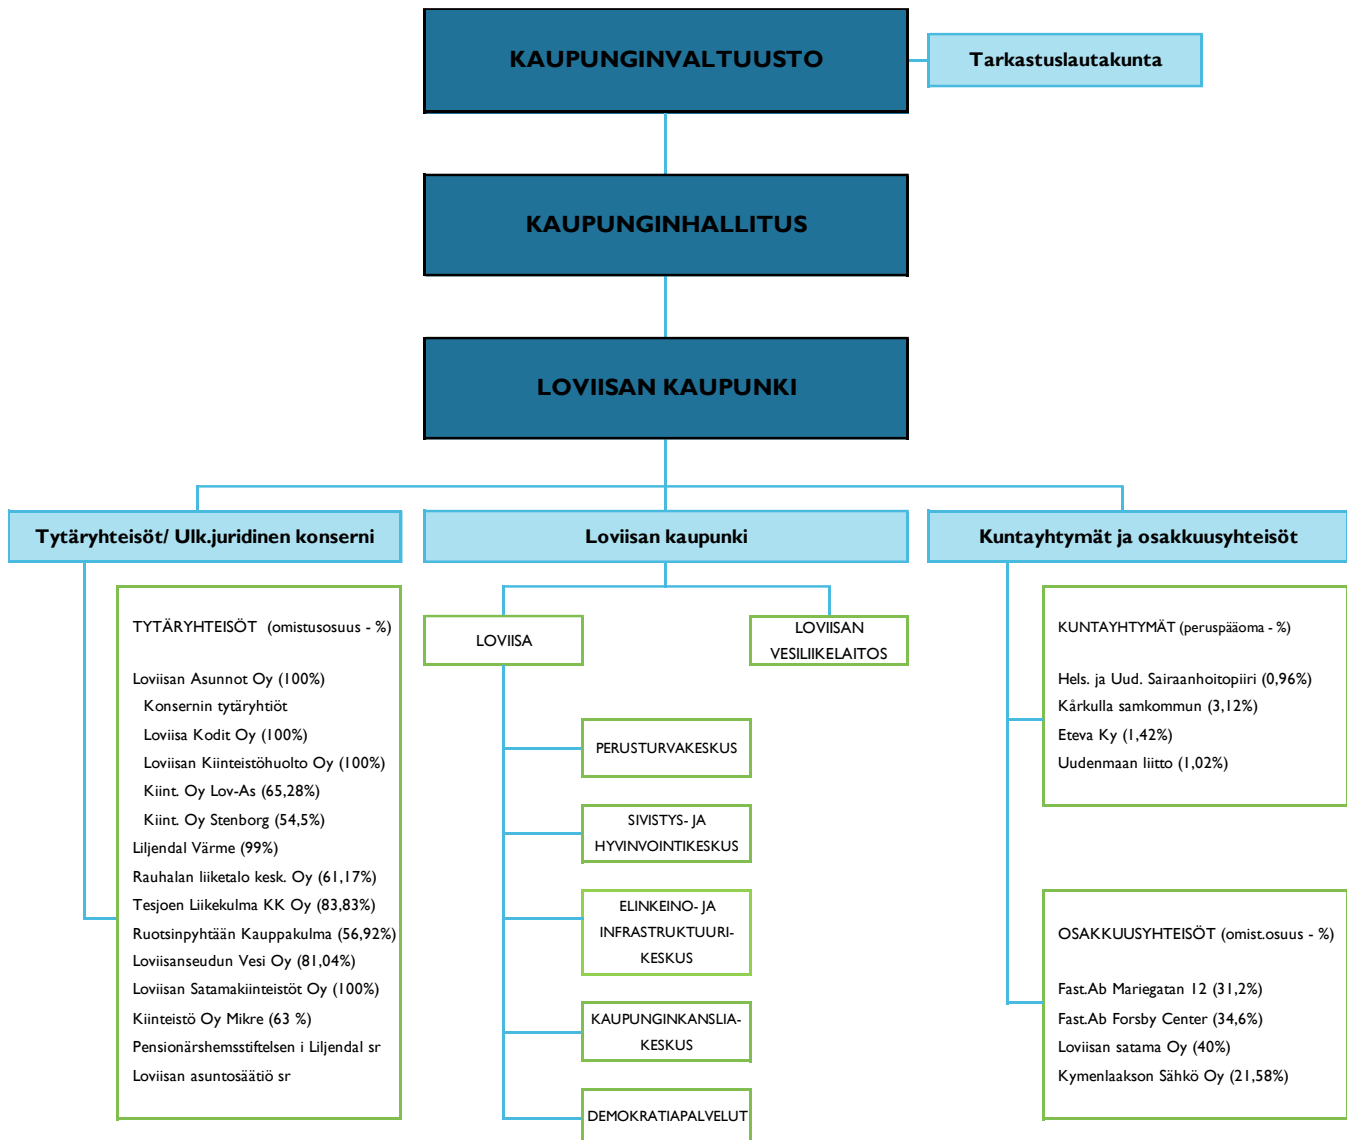 KAUPUNGINVALTUUSTO
Tarkastuslautakunta
KAUPUNGINHALLITUS
LOVIISAN KAUPUNKI
Tytäryhteisöt/ Ulk.juridinen konserni
Loviisan kaupunki
Kuntayhtymät ja osakkuusyhteisöt
TYTÄRYHTEISÖT (omistusosuus - %)
Loviisan Asunnot Oy (100%)
Konsernin tytäryhtiöt
Loviisa Kodit Oy (100%)
Loviisan Kiinteistöhuolto Oy (100%)
Kiint. Oy Lov-As (65,28%)
Kiint. Oy Stenborg (54,5%)
Liljendal Värme (99%)
Rauhalan liiketalo kesk. Oy (61,17%)
Tesjoen Liikekulma KK Oy (83,83%)
Ruotsinpyhtään Kauppakulma (56,92%)
Loviisanseudun Vesi Oy (81,04%)
Loviisan Satamakiinteistöt Oy (100%)
Kiinteistö Oy Mikre (63 %)
Pensionärshemsstiftelsen i Liljendal sr
Loviisan asuntosäätiö sr
LOVIISA
LOVIISAN
VESILIIKELAITOS
PERUSTURVAKESKUS
SIVISTYS- JA
HYVINVOINTIKESKUS
ELINKEINO- JA
INFRASTRUKTUURI-
KESKUS
KAUPUNGINKANSLIA-
KESKUS
DEMOKRATIAPALVELUT
KUNTAYHTYMÄT (peruspääoma - %)
Hels. ja Uud. Sairaanhoitopiiri (0,96%)
Kårkulla samkommun (3,12%)
Eteva Ky (1,42%)
Uudenmaan liitto (1,02%)
OSAKKUUSYHTEISÖT (omist.osuus - %)
Fast.Ab Mariegatan 12 (31,2%)
Fast.Ab Forsby Center (34,6%)
Loviisan satama Oy (40%)
Kymenlaakson Sähkö Oy (21,58%)